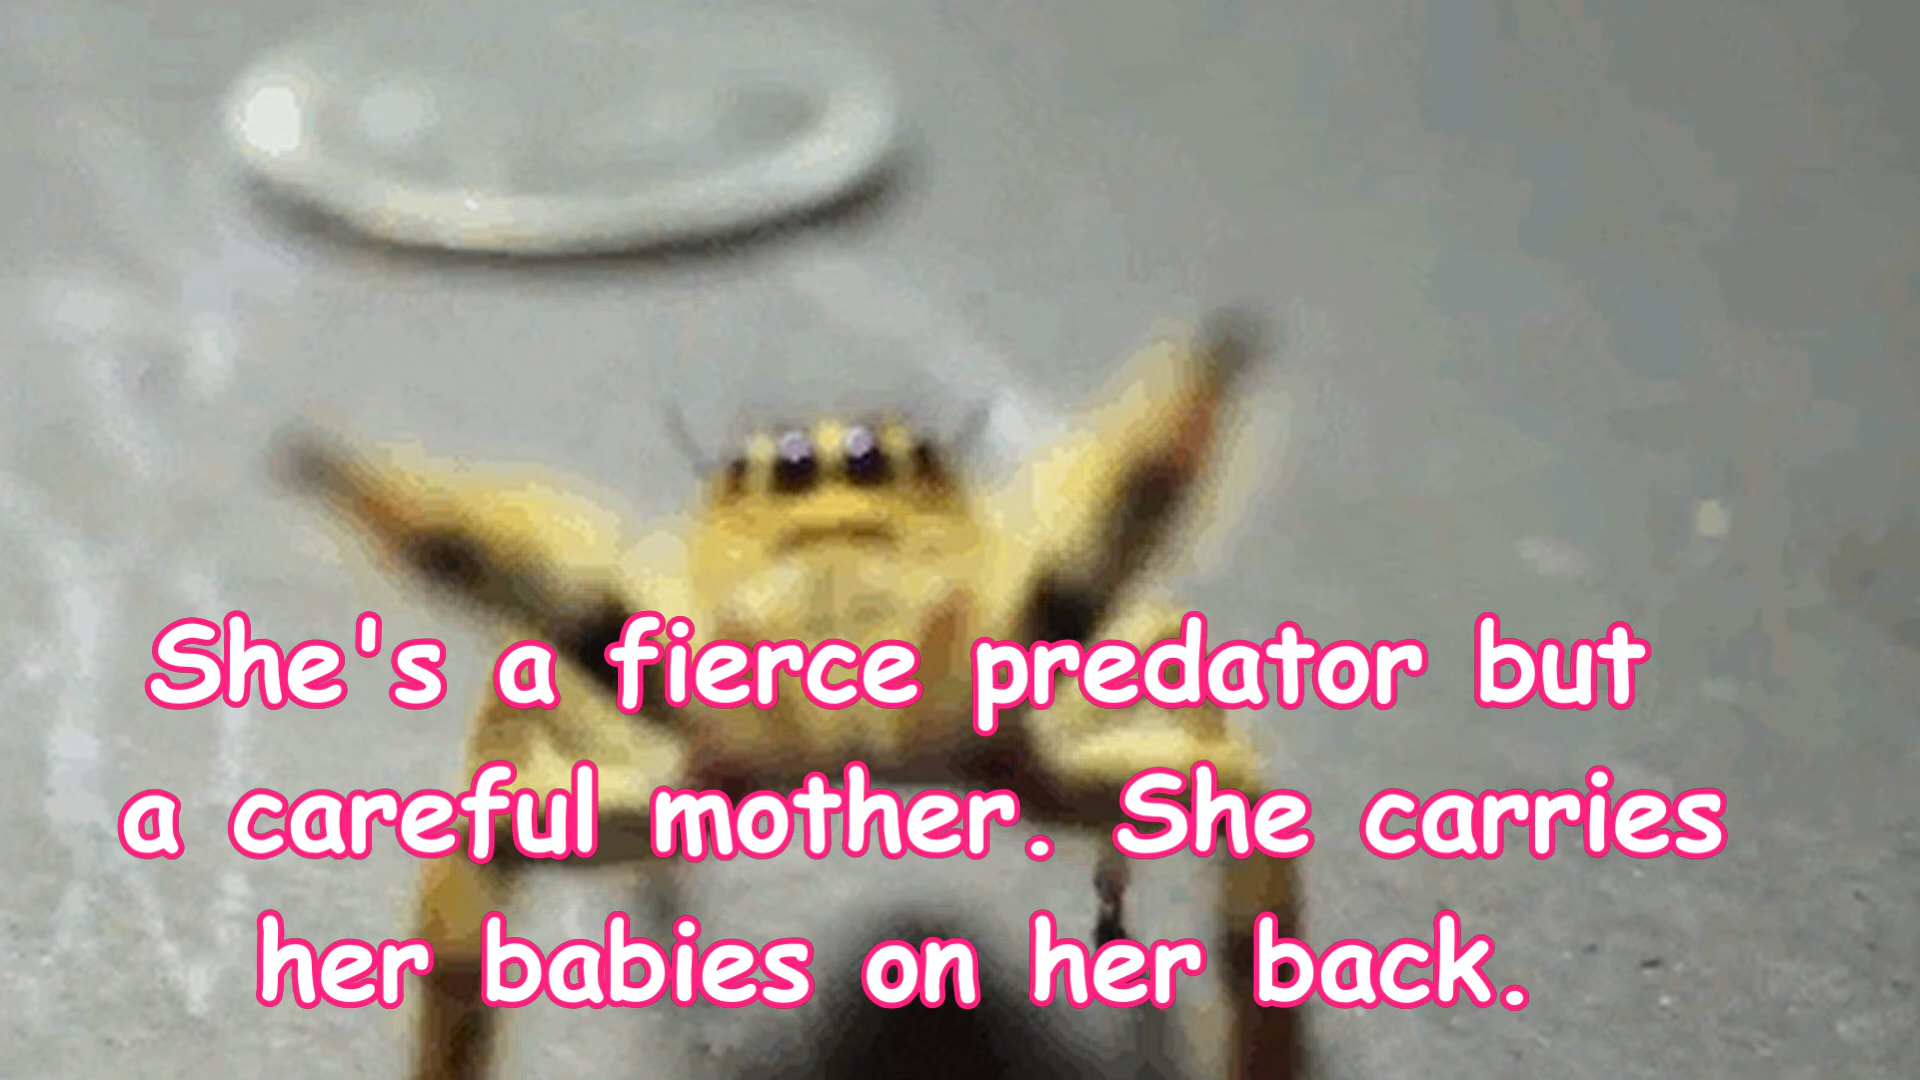 She's a fierce predator but
a careful mother. She carries
her babies on her back.